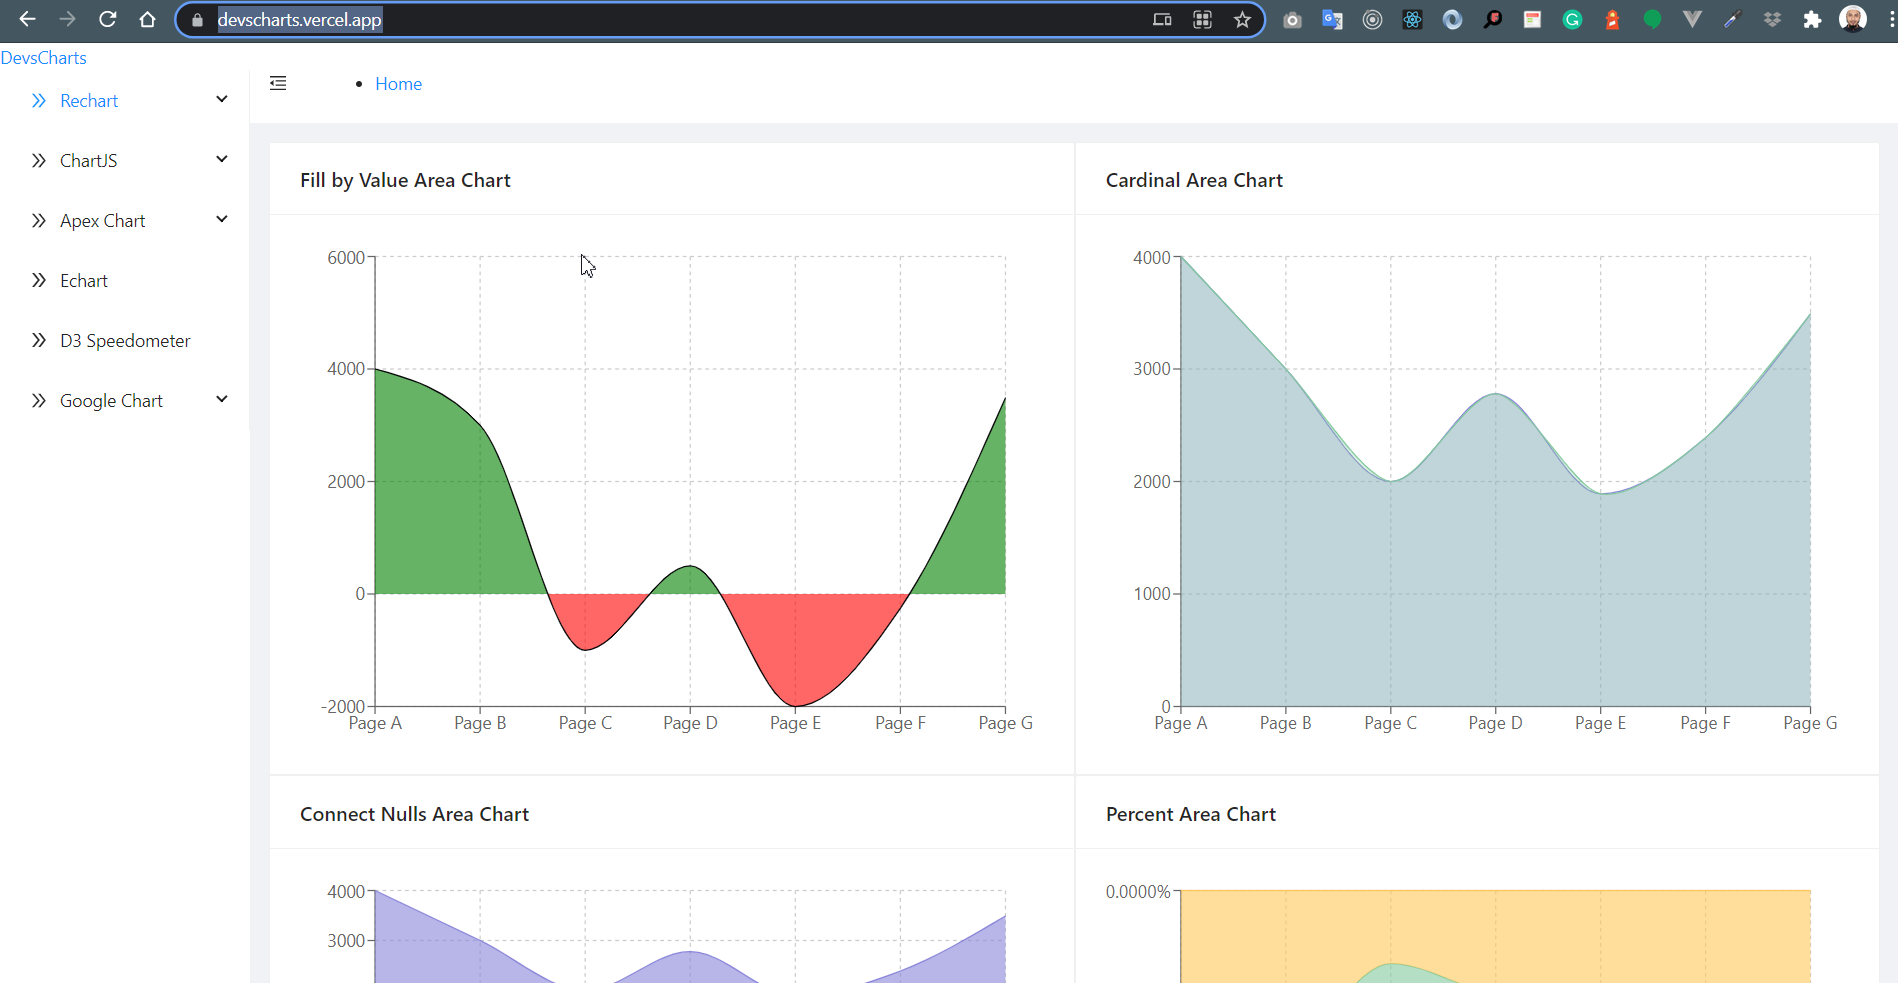 devscharts.vercel.app
DevsCharts
Rechart
ChartJS
Apex Chart
Echart
D3 Speedometer
Google Chart
Home
Fill by Value Area Chart
6000
4000
2000
0
-2000
Page A Page B Page C Page D Page E Page F Page G
Cardinal Area Chart
4000
3000
2000
1000
0
Page A Page B Page C Page D Page E Page F Page G
Connect Nulls Area Chart
4000
3000
Percent Area Chart
0.0000%